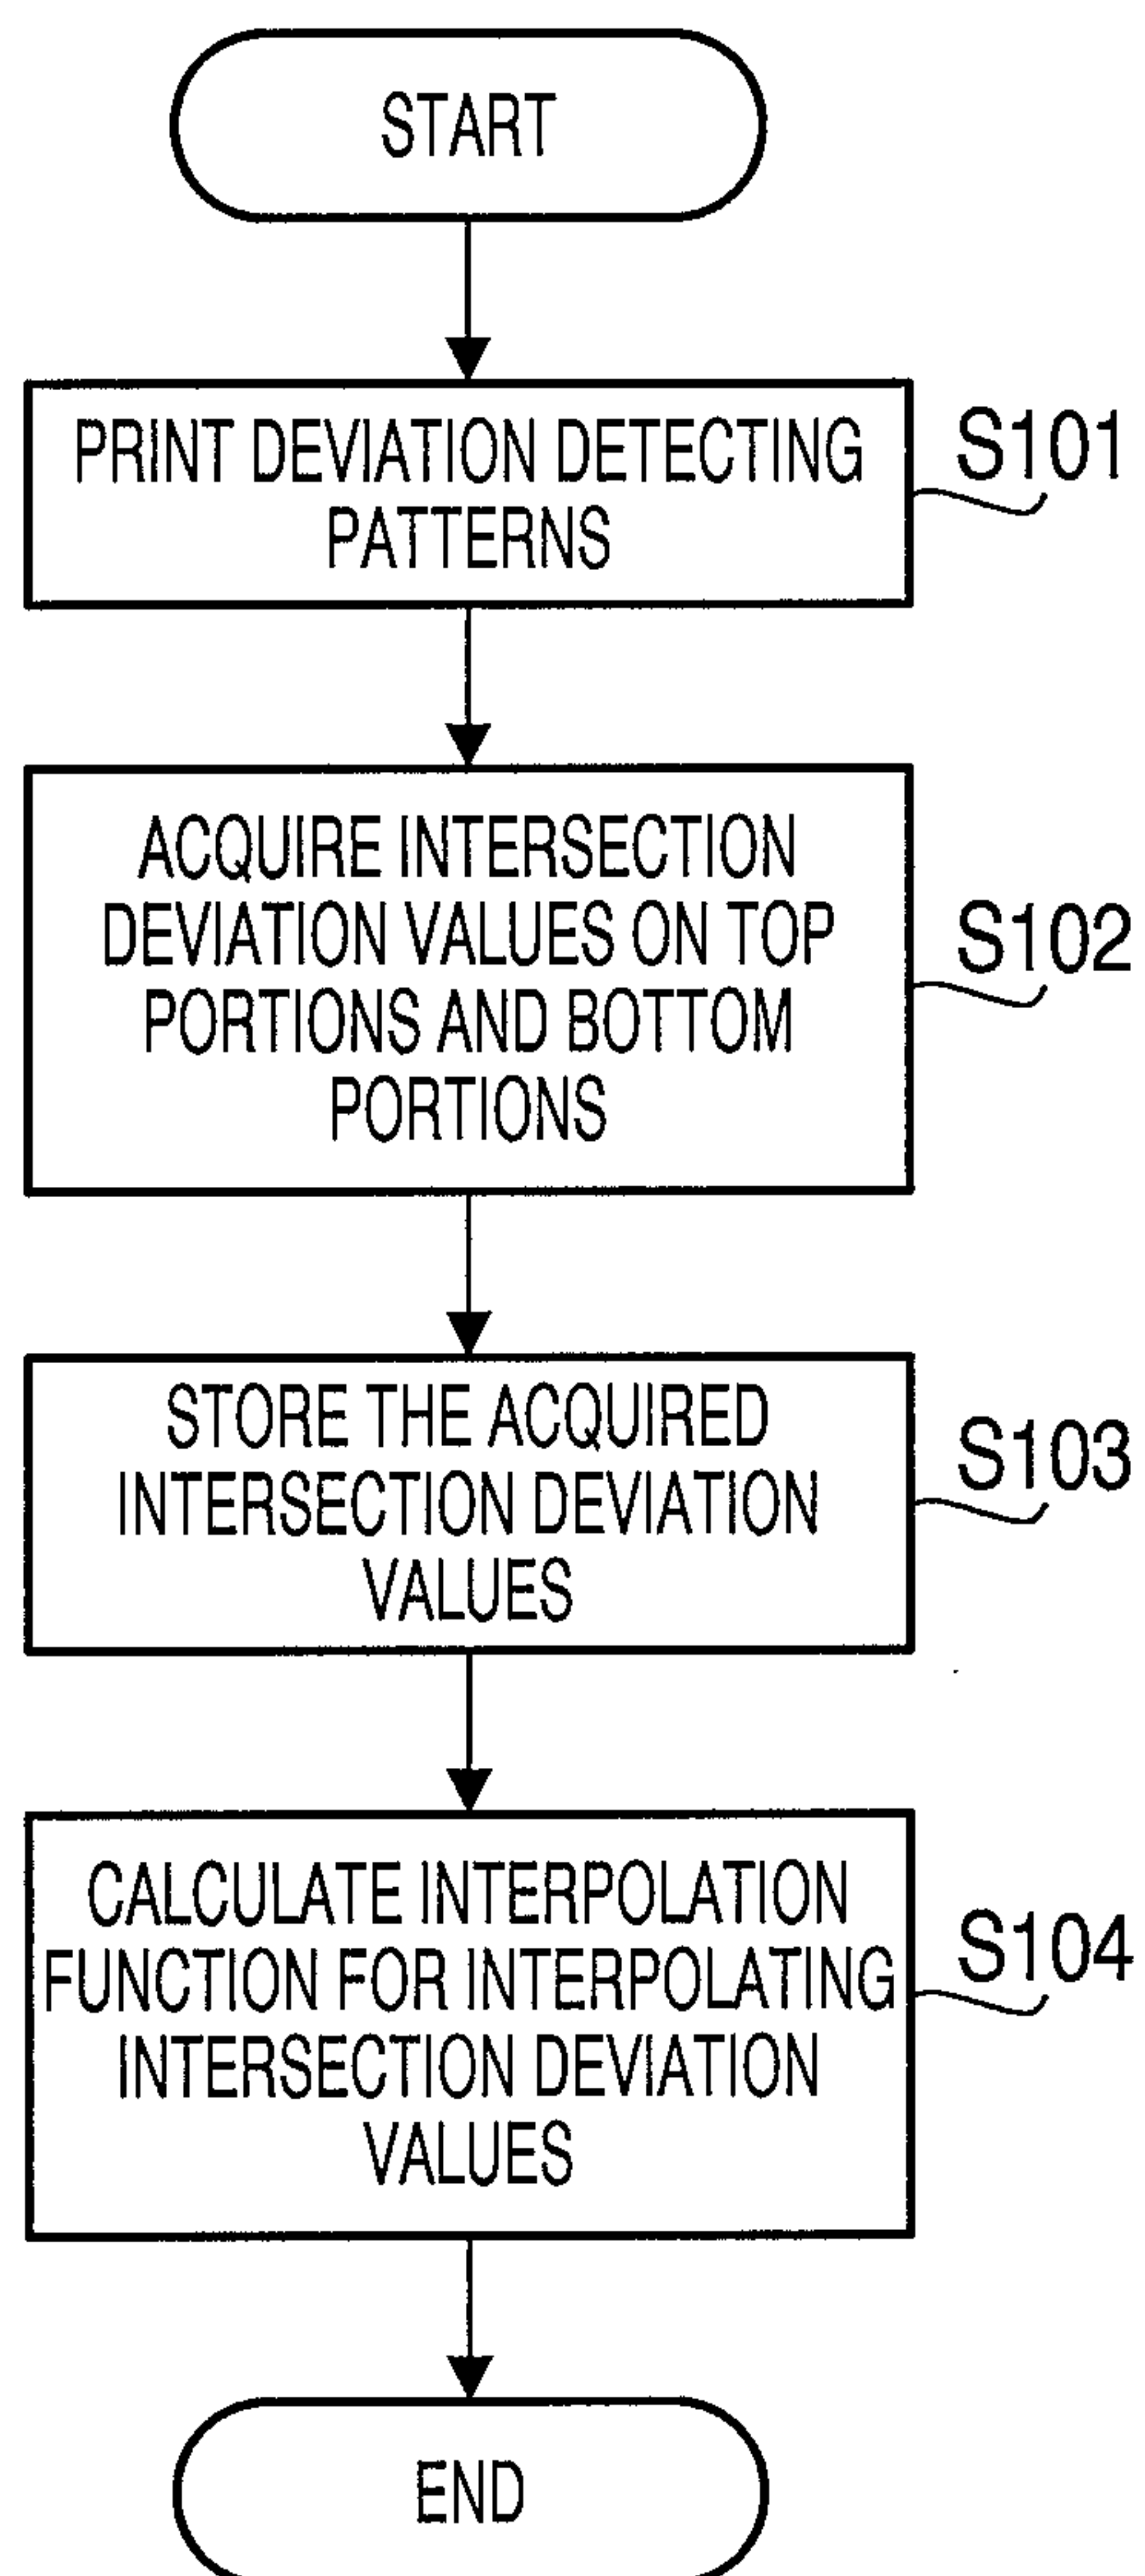 START
PRINT DEVIATION DETECTING
PATTERNS
S101
ACQUIRE INTERSECTION
DEVIATION VALUES ON TOP
PORTIONS AND BOTTOM
PORTIONS
S102
STORE THE ACQUIRED
INTERSECTION DEVIATION
VALUES
S103
CALCULATE INTERPOLATION
FUNCTION FOR INTERPOLATING
INTERSECTION DEVIATION
VALUES
S104
END